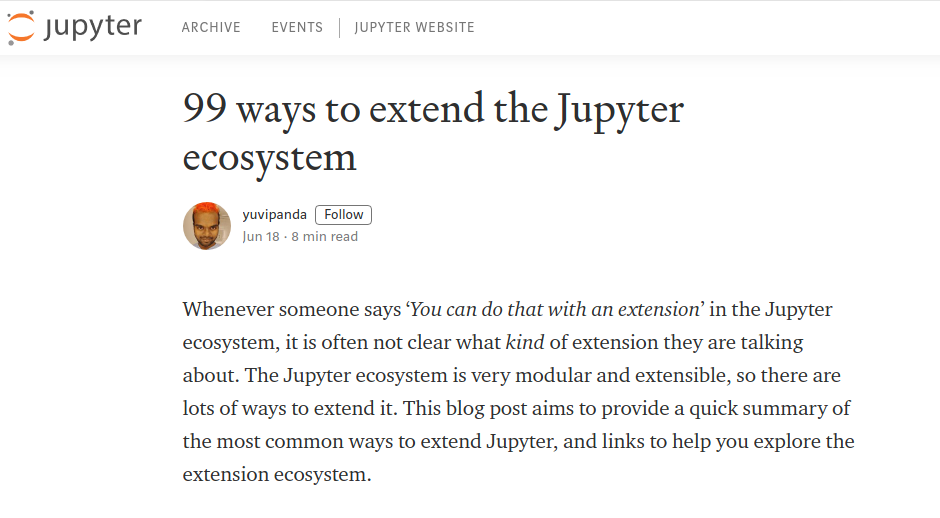 jupyter ARCHIVE EVENTS JUPYTER WEBSITE
99 ways to extend the Jupyter
ecosystem
yuvipanda Follow
Jun 18 · 8 min read
Whenever someone says ‘You can do that with an extension’ in the Jupyter
ecosystem, it is often not clear what kind of extension they are talking
about. The Jupyter ecosystem is very modular and extensible, so there are
lots of ways to extend it. This blog post aims to provide a quick summary of
the most common ways to extend Jupyter, and links to help you explore the
extension ecosystem.